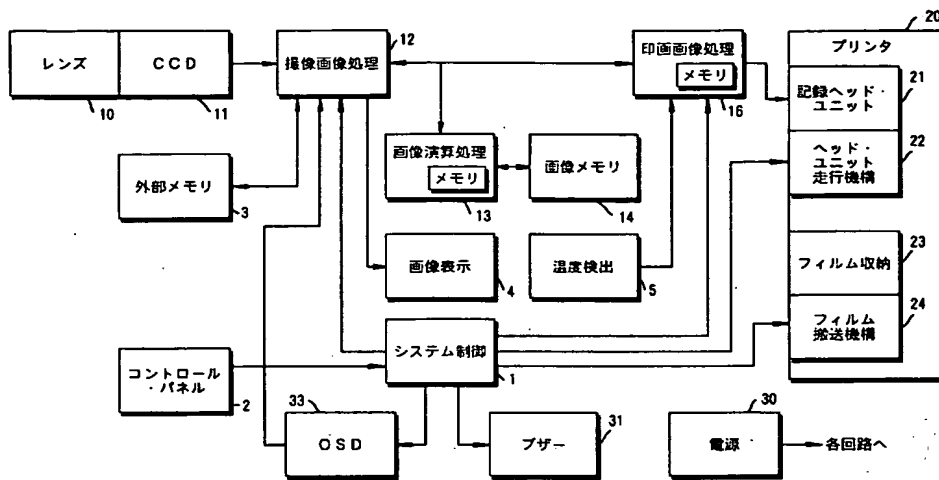 レンズ
10
CCD
11
撮像画像処理
12
印画画像処理
メモリ
16
プリンタ
20
記録ヘッド・
ユニット
21
ヘッド・
ユニット
走行機構
22
フィルム収納
23
フィルム
搬送機構
24
外部メモリ
3
画像演算処理
メモリ
13
画像メモリ
14
画像表示
4
温度検出
5
コントロール
・パネル
2
システム制御
1
OSD
33
ブザー
31
電源
30
各回路へ